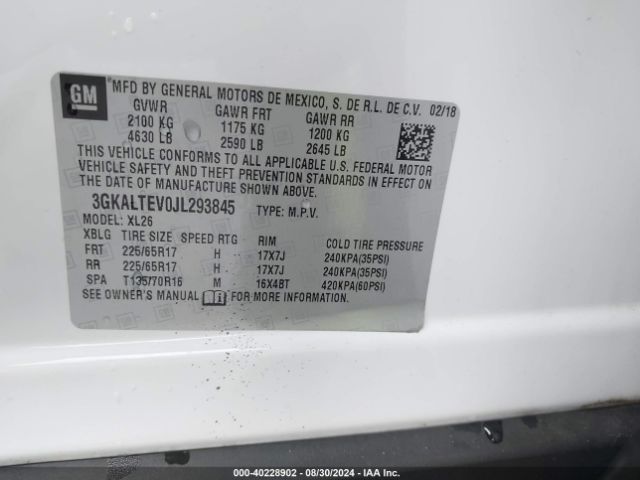 GM
*MFD BY GENERAL MOTORS DE MEXICO, S. DE R.L. DE C.V. 02/18
GVWR GAWR FRT GAWR RR
2100 KG 1175 KG 1200 KG
4630 LB 2590 LB 2645 LB
THIS VEHICLE CONFORMS TO ALL APPLICABLE U.S. FEDERAL MOTOR
VEHICLE SAFETY AND THEFT PREVENTION STANDARDS IN EFFECT ON
THE DATE OF MANUFACTURE SHOWN ABOVE.
3GKALTEV0JL293845 TYPE: M.P.V.
MODEL: XL26
XBLG TIRE SIZE SPEED RTG RIM COLD TIRE PRESSURE
FRT 225/65R17 H 17X7J 240KPA(35PSI)
RR 225/65R17 H 17X7J 240KPA(35PSI)
SPA T135/70R16 M 16X4BT 420KPA(60PSI)
SEE OWNER'S MANUAL FOR MORE INFORMATION.
000-40228902 - 08/30/2024 - IAA Inc.